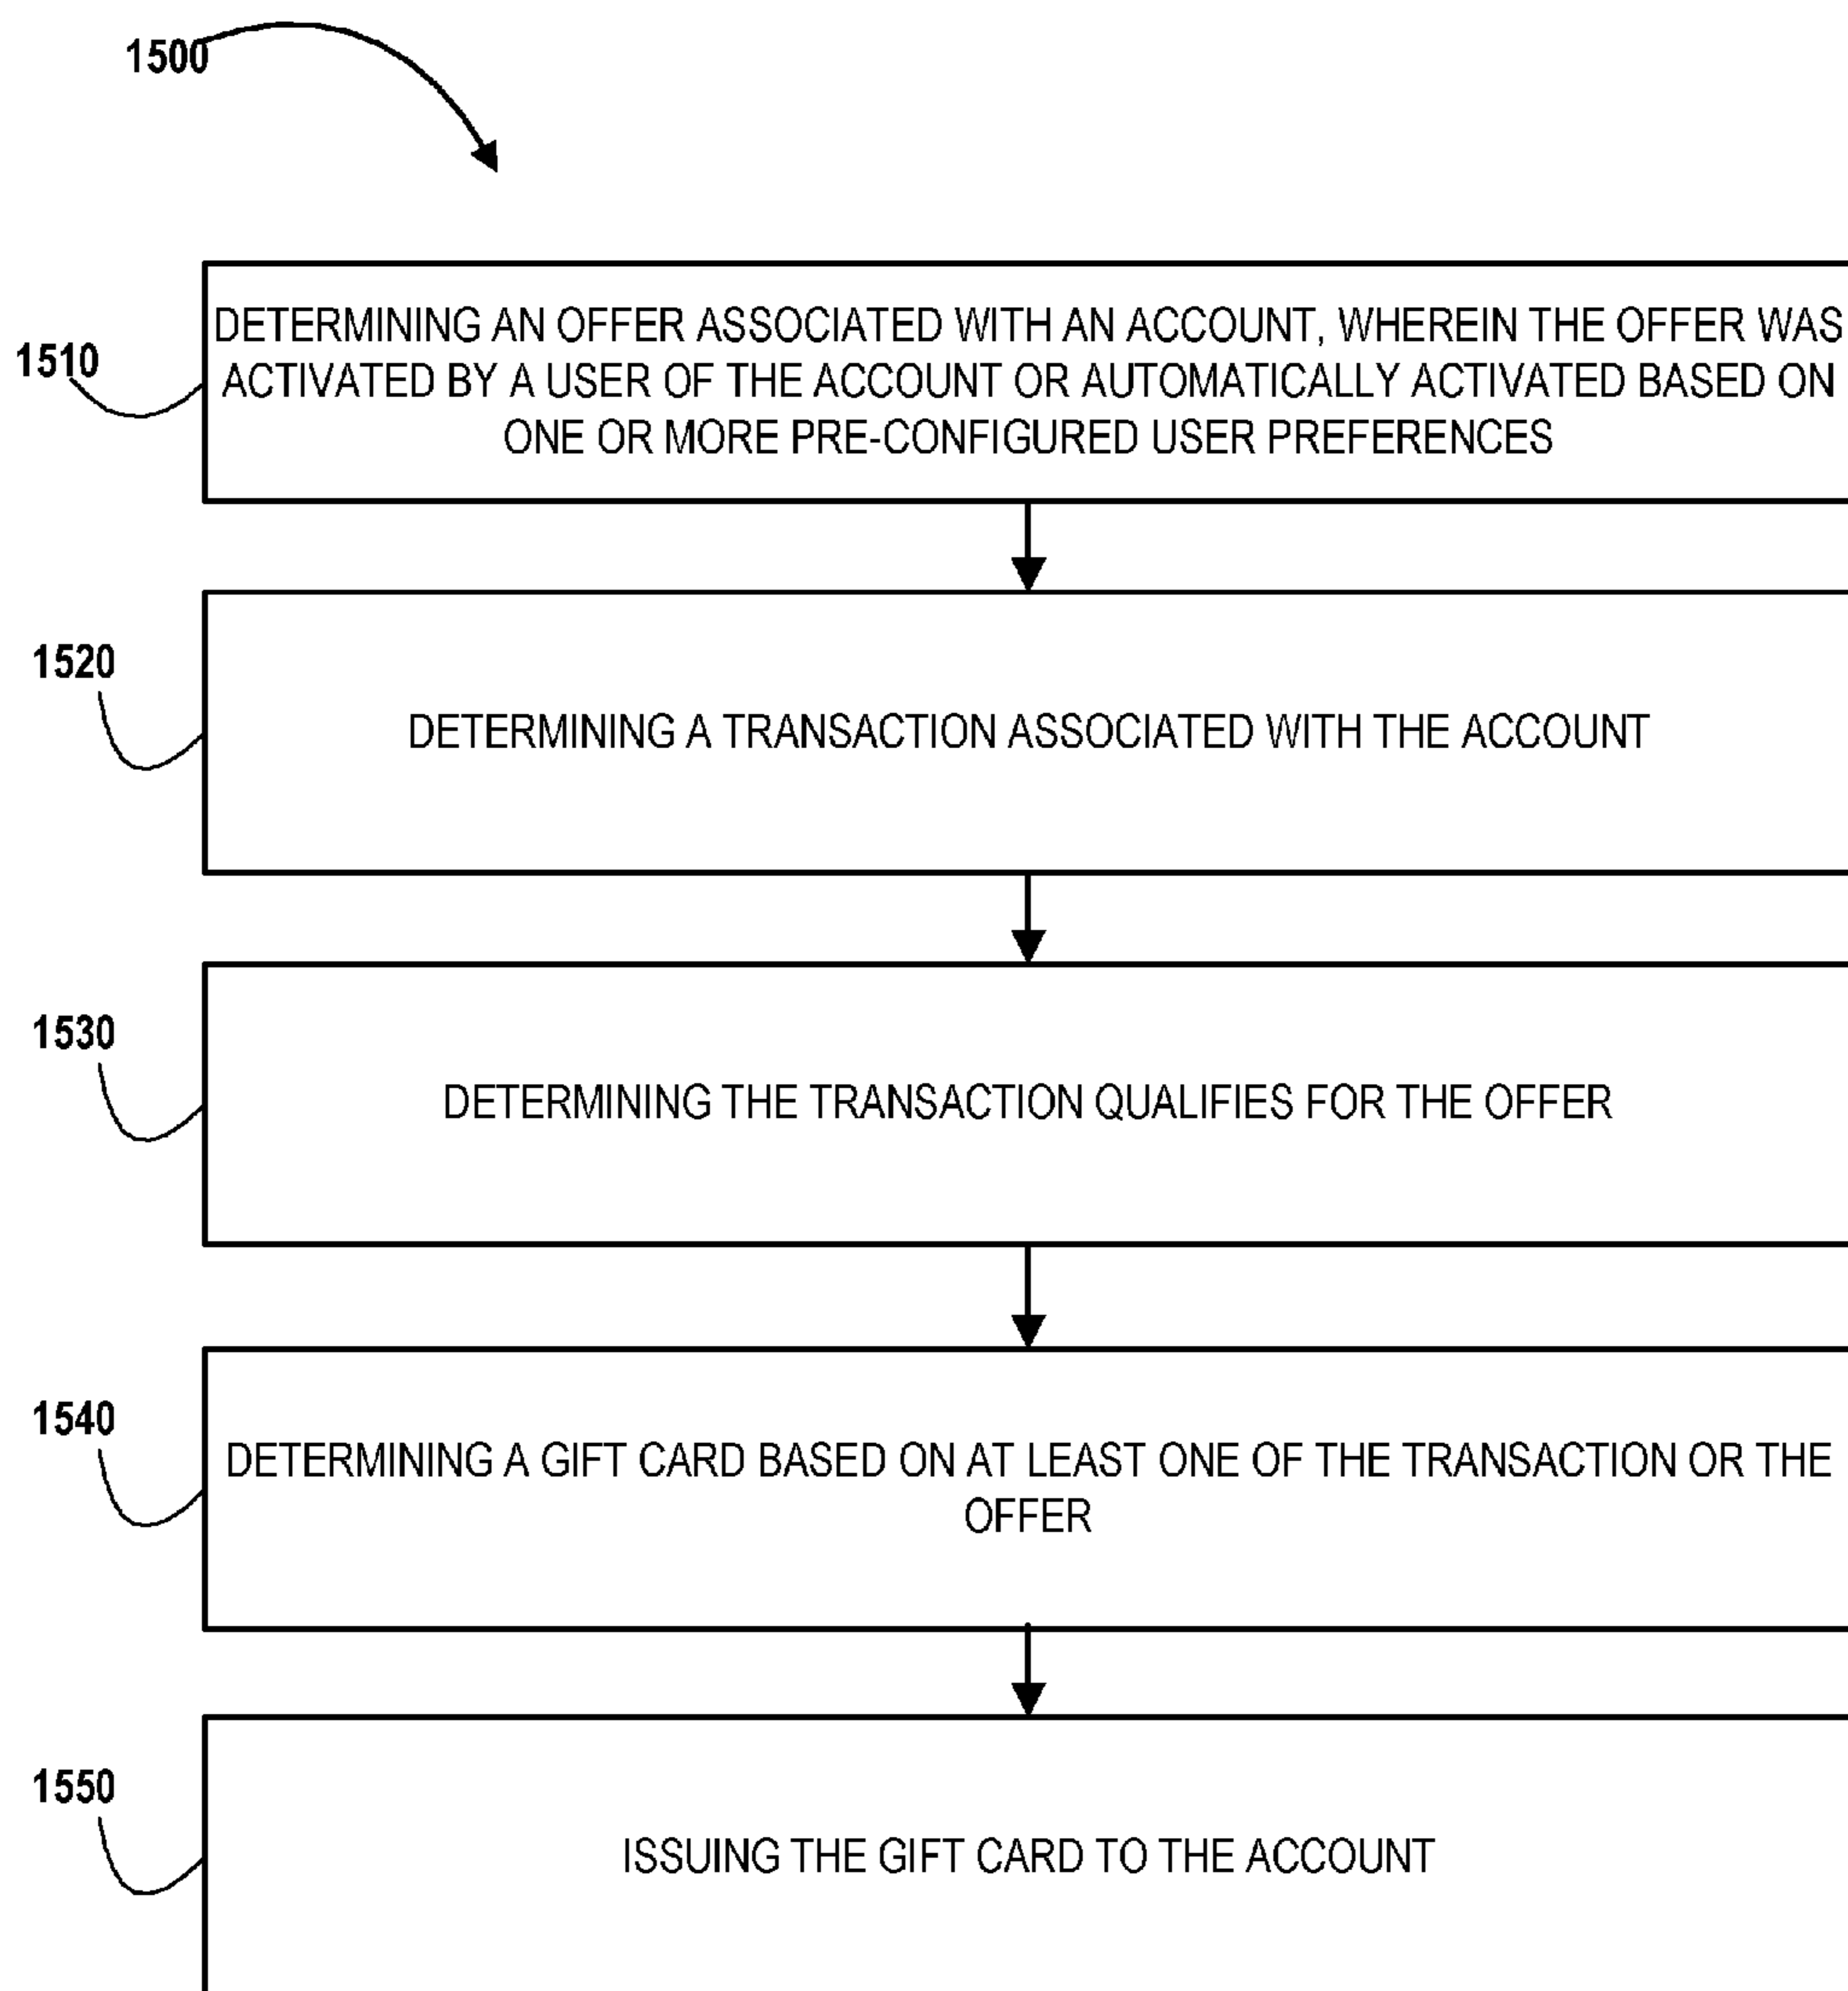 1500
1510
DETERMINING AN OFFER ASSOCIATED WITH AN ACCOUNT, WHEREIN THE OFFER WAS
ACTIVATED BY A USER OF THE ACCOUNT OR AUTOMATICALLY ACTIVATED BASED ON
ONE OR MORE PRE-CONFIGURED USER PREFERENCES
1520
DETERMINING A TRANSACTION ASSOCIATED WITH THE ACCOUNT
1530
DETERMINING THE TRANSACTION QUALIFIES FOR THE OFFER
1540
DETERMINING A GIFT CARD BASED ON AT LEAST ONE OF THE TRANSACTION OR THE
OFFER
1550
ISSUING THE GIFT CARD TO THE ACCOUNT